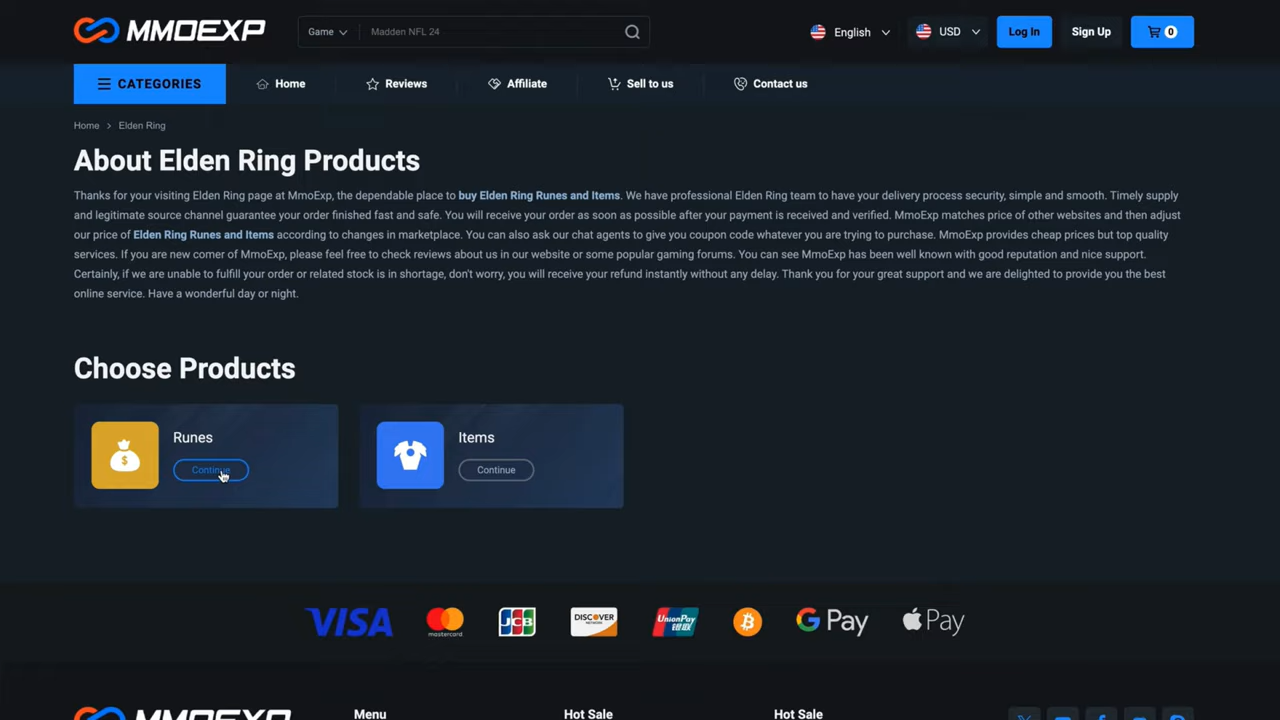 MMOEXP
Game
Madden NFL 24
English
USD
Log In
Sign Up
0
CATEGORIES
Home
Reviews
Affiliate
Sell to us
Contact us
Home > Elden Ring
About Elden Ring Products
Thanks for your visiting Elden Ring page at MmoExp, the dependable place to buy Elden Ring Runes and Items. We have professional Elden Ring team to have your delivery process security, simple and smooth. Timely supply
and legitimate source channel guarantee your order finished fast and safe. You will receive your order as soon as possible after your payment is received and verified. MmoExp matches price of other websites and then adjust
our price of Elden Ring Runes and Items according to changes in marketplace. You can also ask our chat agents to give you coupon code whatever you are trying to purchase. MmoExp provides cheap prices but top quality
services. If you are new comer of MmoExp, please feel free to check reviews about us in our website or some popular gaming forums. You can see MmoExp has been well known with good reputation and nice support.
Certainly, if we are unable to fulfill your order or related stock is in shortage, don't worry, you will receive your refund instantly without any delay. Thank you for your great support and we are delighted to provide you the best
online service. Have a wonderful day or night.
Choose Products
Runes
Continue
Items
Continue
VISA
mastercard
JCB
DISCOVER
NETWORK
UnionPay
银联
G Pay
Pay
MMOEXP
Menu
Hot Sale
Hot Sale